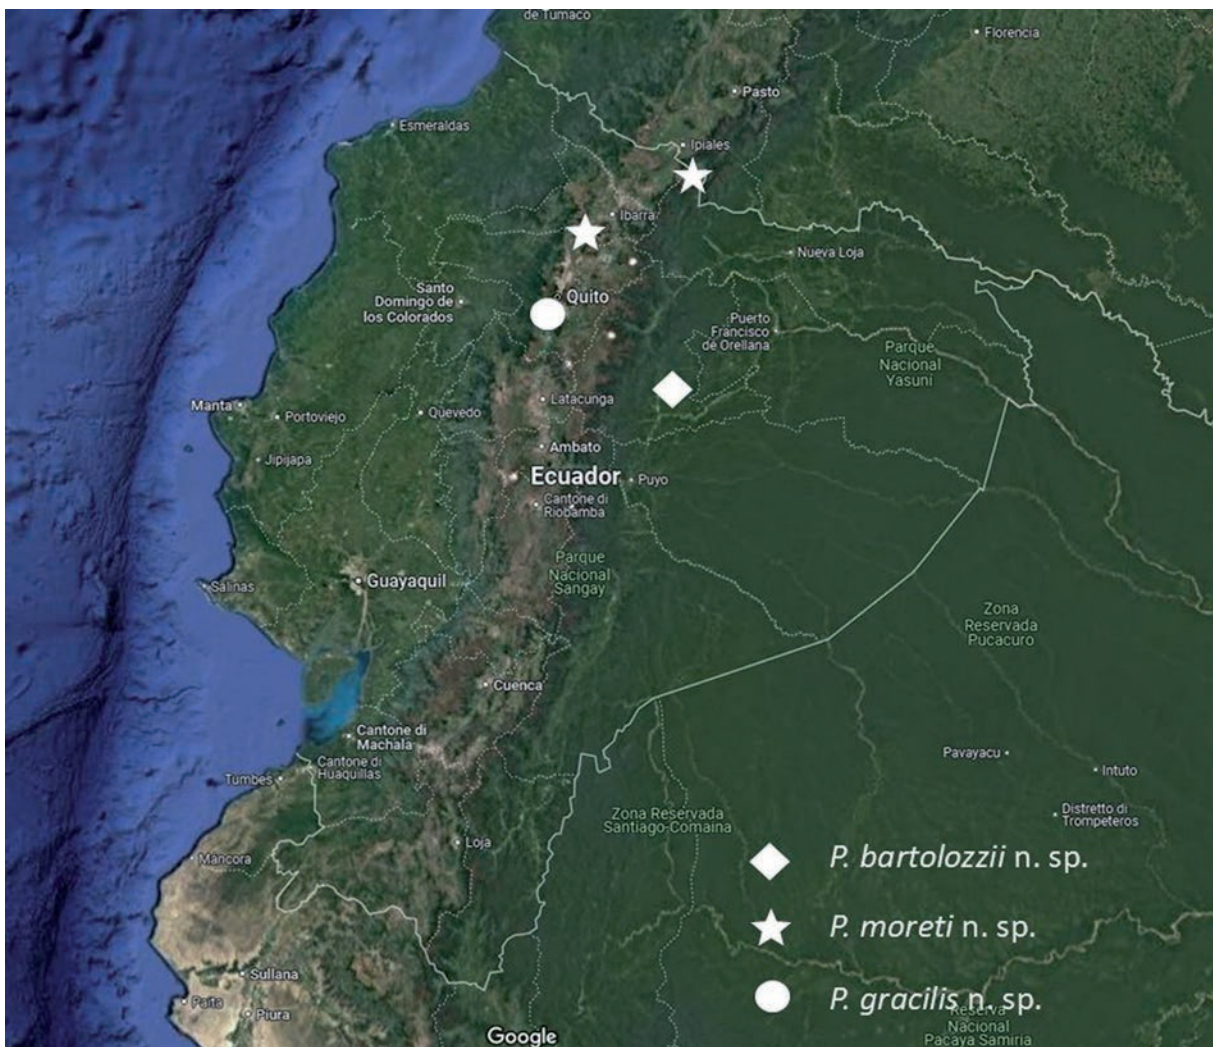 de Tumaco
Florencia
Pasto
Esmeraldas
Ipiales
Ibarra
Nueva Loja
Santo
Domingo de
los Colorados
Quito
Puerto
Francisco
de Orellana
Parque
Nacional
Yasuni
Manta
Portoviejo
Quevedo
Latacunga
Jipijapa
Ambato
Ecuador
Puyo
Cantone di
Riobamba
Parque
Nacional
Sangay
Salinas
Guayaquil
Zona
Reservada
Pucacuro
Cuenca
Cantone di
Machala
Cantone di
Huaquillas
Tumbes
Pavayacu
Intuto
Zona Reservada
Santiago-Comaina
Distretto di
Trompeteros
Máncora
Loja
P. bartolozzii n. sp.
P. moreti n. sp.
Sullana
Paita
Piura
P. gracilis n. sp.
Google
Reserva
Nacional
Pacaya Samiria